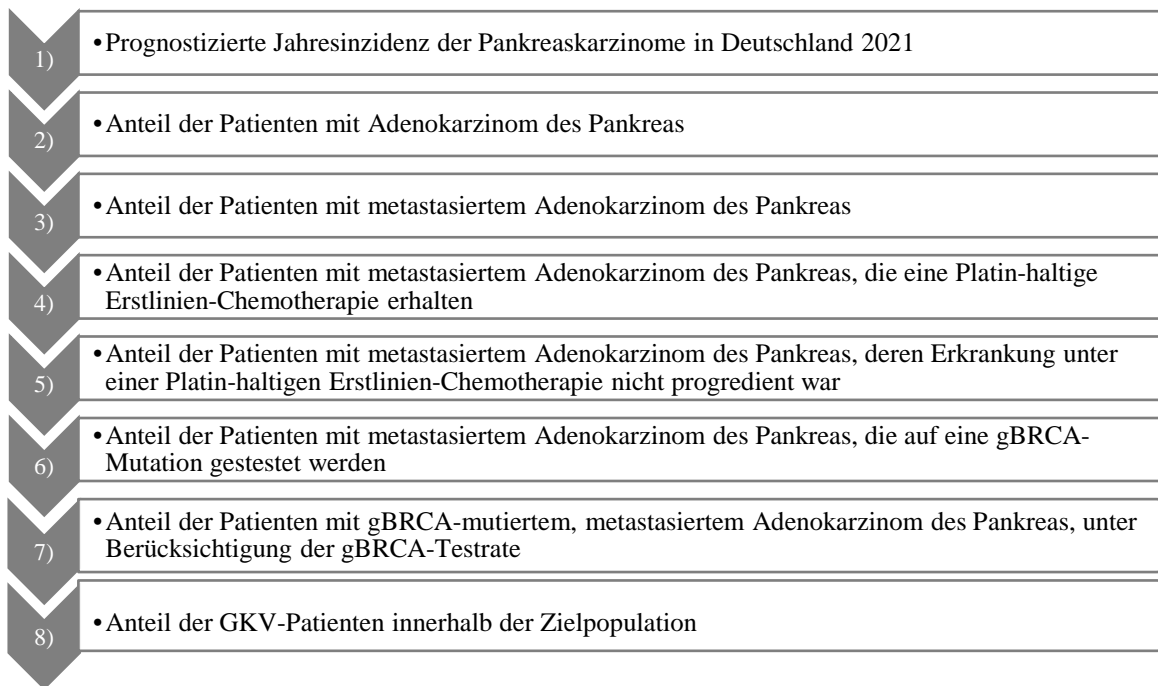 1)
•Prognostizierte Jahresinzidenz der Pankreaskarzinome in Deutschland 2021
2)
•Anteil der Patienten mit Adenokarzinom des Pankreas
3)
•Anteil der Patienten mit metastasiertem Adenokarzinom des Pankreas
4)
•Anteil der Patienten mit metastasiertem Adenokarzinom des Pankreas, die eine Platin-haltige
Erstlinien-Chemotherapie erhalten
5)
•Anteil der Patienten mit metastasiertem Adenokarzinom des Pankreas, deren Erkrankung unter
einer Platin-haltigen Erstlinien-Chemotherapie nicht progredient war
6)
•Anteil der Patienten mit metastasiertem Adenokarzinom des Pankreas, die auf eine gBRCA-
Mutation gestestet werden
7)
•Anteil der Patienten mit gBRCA-mutiertem, metastasiertem Adenokarzinom des Pankreas, unter
Berücksichtigung der gBRCA-Testrate
8)
•Anteil der GKV-Patienten innerhalb der Zielpopulation